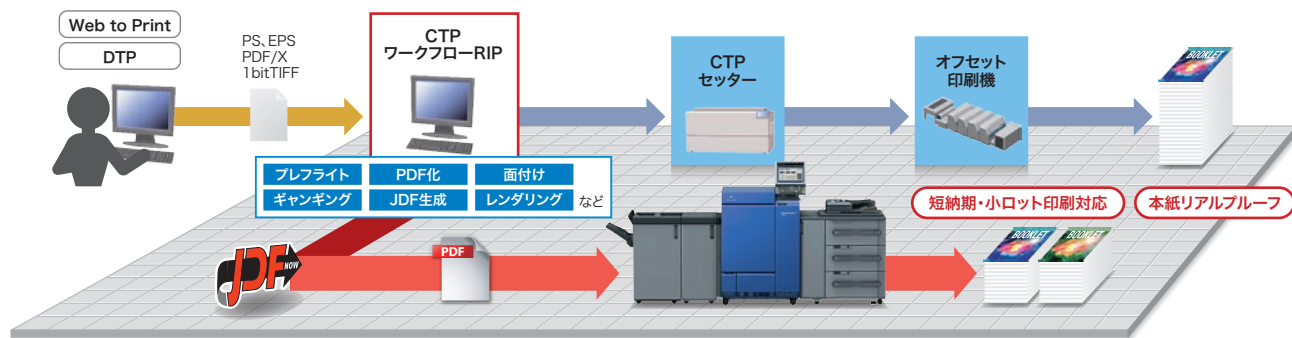 Web to Print
DTP
PS、EPS
PDF/X
1bitTIFF
CTP
ワークフローRIP
CTP
セッター
オフセット
印刷機
BOOKLET
プレフライト
PDF化
面付け
ギャンギング
JDF生成
レンダリング
など
短納期・小ロット印刷対応
本紙リアルプルーフ
JDF
NOW
PDF
BOOKLET
BOOKLET